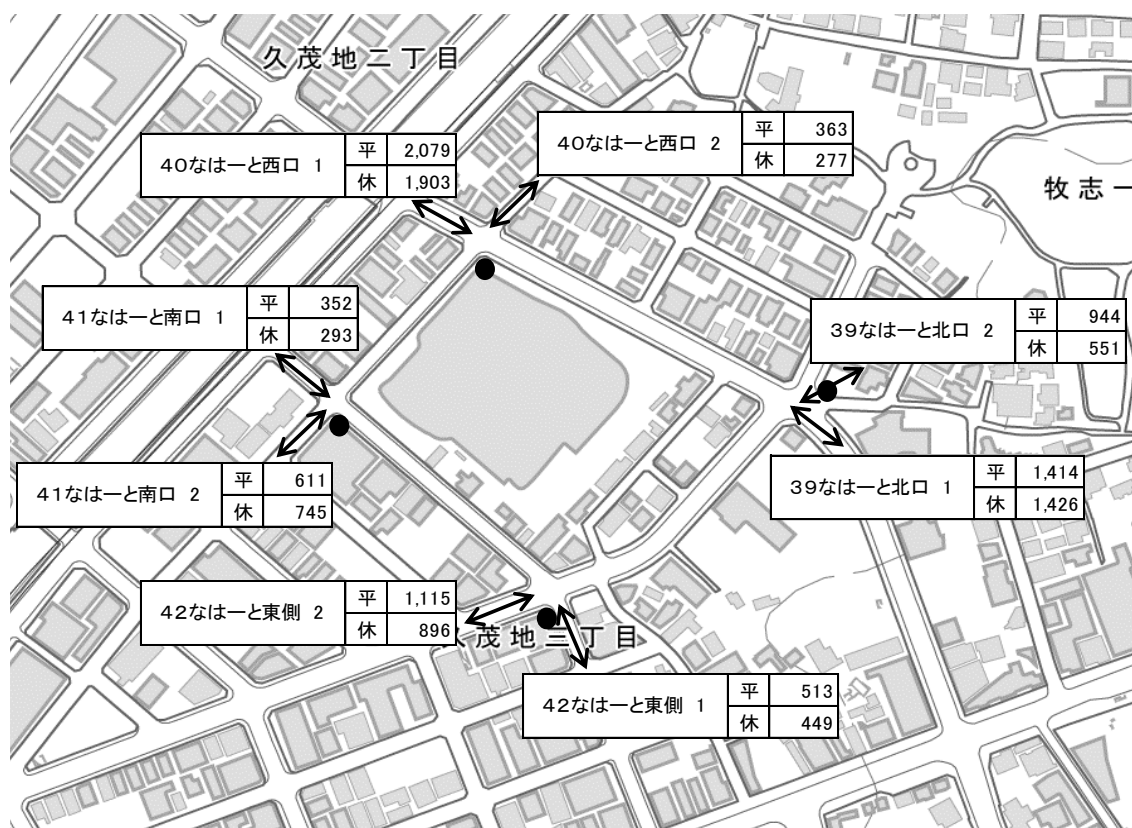 久茂地二丁目
40なはーと西口 1
平 2,079
休 1,903
40なはーと西口 2
平 363
休 277
牧志一
41なはーと南口 1
平 352
休 293
39なはーと北口 2
平 944
休 551
41なはーと南口 2
平 611
休 745
39なはーと北口 1
平 1,414
休 1,426
42なはーと東側 2
平 1,115
休 896
久茂地三丁目
42なはーと東側 1
平 513
休 449